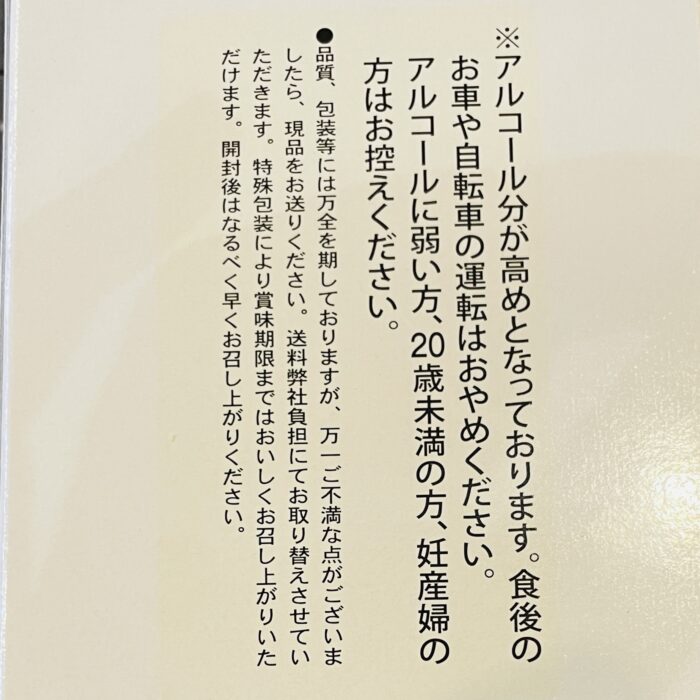 ※アルコール分が高めとなっております。食後の
お車や自転車の運転はおやめください。
アルコールに弱い方、20歳未満の方、妊産婦の
方はお控えください。
●品質、包装等には万全を期しておりますが、万一ご不満な点がございま
したら、現品をお送りください。送料弊社負担にてお取り替えさせてい
ただきます。特殊包装により賞味期限まではおいしくお召し上がりいた
だけます。開封後はなるべく早くお召し上がりください。